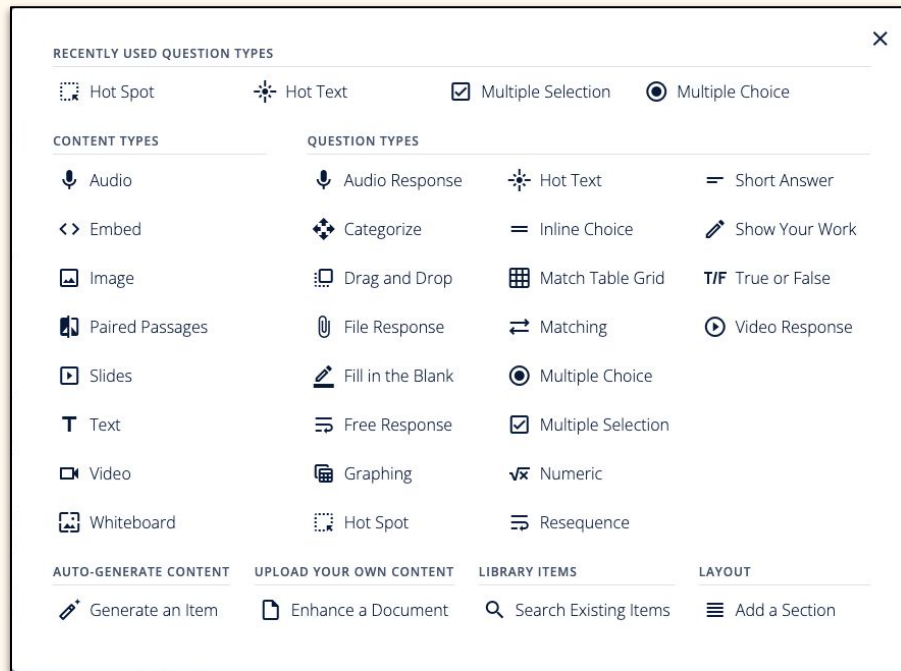 RECENTLY USED QUESTION TYPES
Hot Spot
Hot Text
Multiple Selection
Multiple Choice
CONTENT TYPES
Audio
Embed
Image
Paired Passages
Slides
Text
Video
Whiteboard
QUESTION TYPES
Audio Response
Categorize
Drag and Drop
File Response
Fill in the Blank
Free Response
Graphing
Hot Spot
Hot Text
Inline Choice
Match Table Grid
Matching
Multiple Choice
Multiple Selection
√x Numeric
Resequence
Short Answer
Show Your Work
T/F True or False
Video Response
AUTO-GENERATE CONTENT
Generate an Item
UPLOAD YOUR OWN CONTENT
Enhance a Document
LIBRARY ITEMS
Search Existing Items
LAYOUT
Add a Section